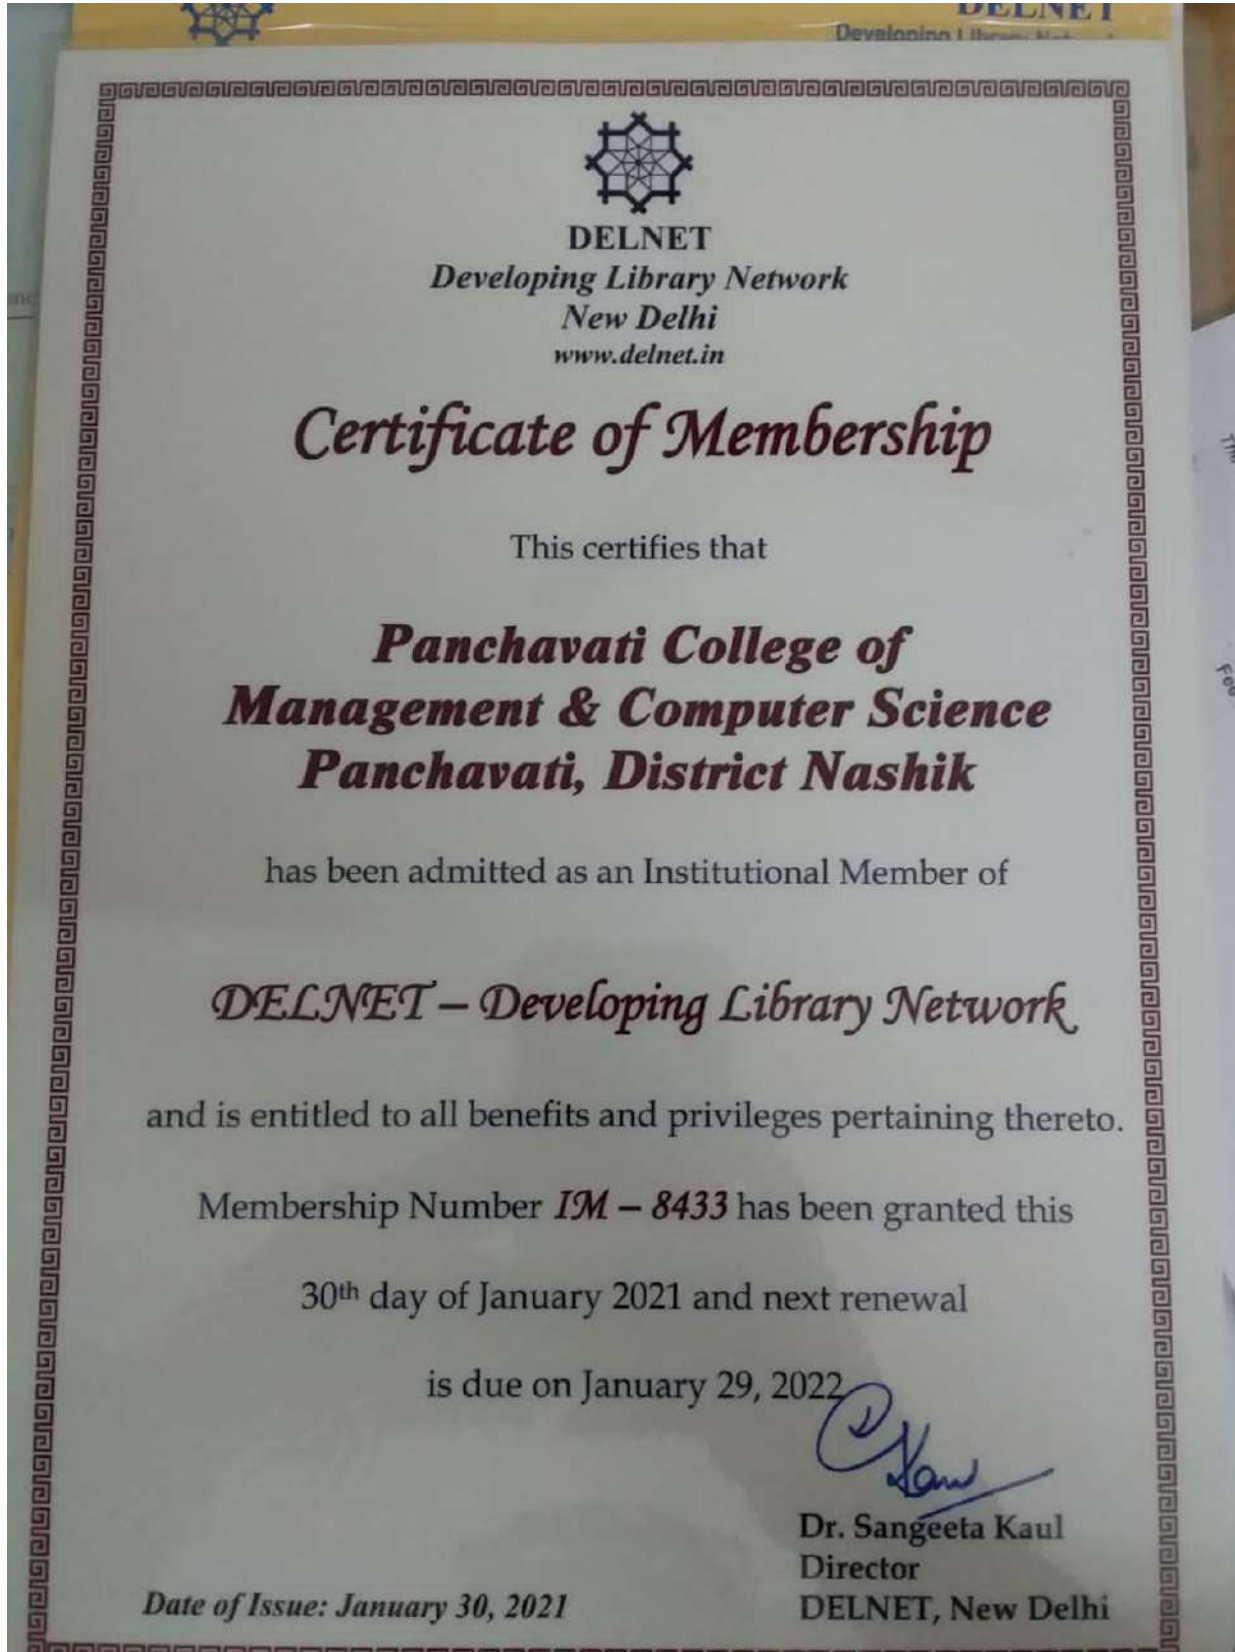 DELNET
DELNET
Developing Library Network
New Delhi
www.delnet.in
Certificate of Membership
This certifies that
Panchavati College of
Management & Computer Science
Panchavati, District Nashik
has been admitted as an Institutional Member of
DELNET – Developing Library Network
and is entitled to all benefits and privileges pertaining thereto.
Membership Number IM – 8433 has been granted this
30th day of January 2021 and next renewal
is due on January 29, 2022
Dr. Sangeeta Kaul
Director
Date of Issue: January 30, 2021
DELNET, New Delhi